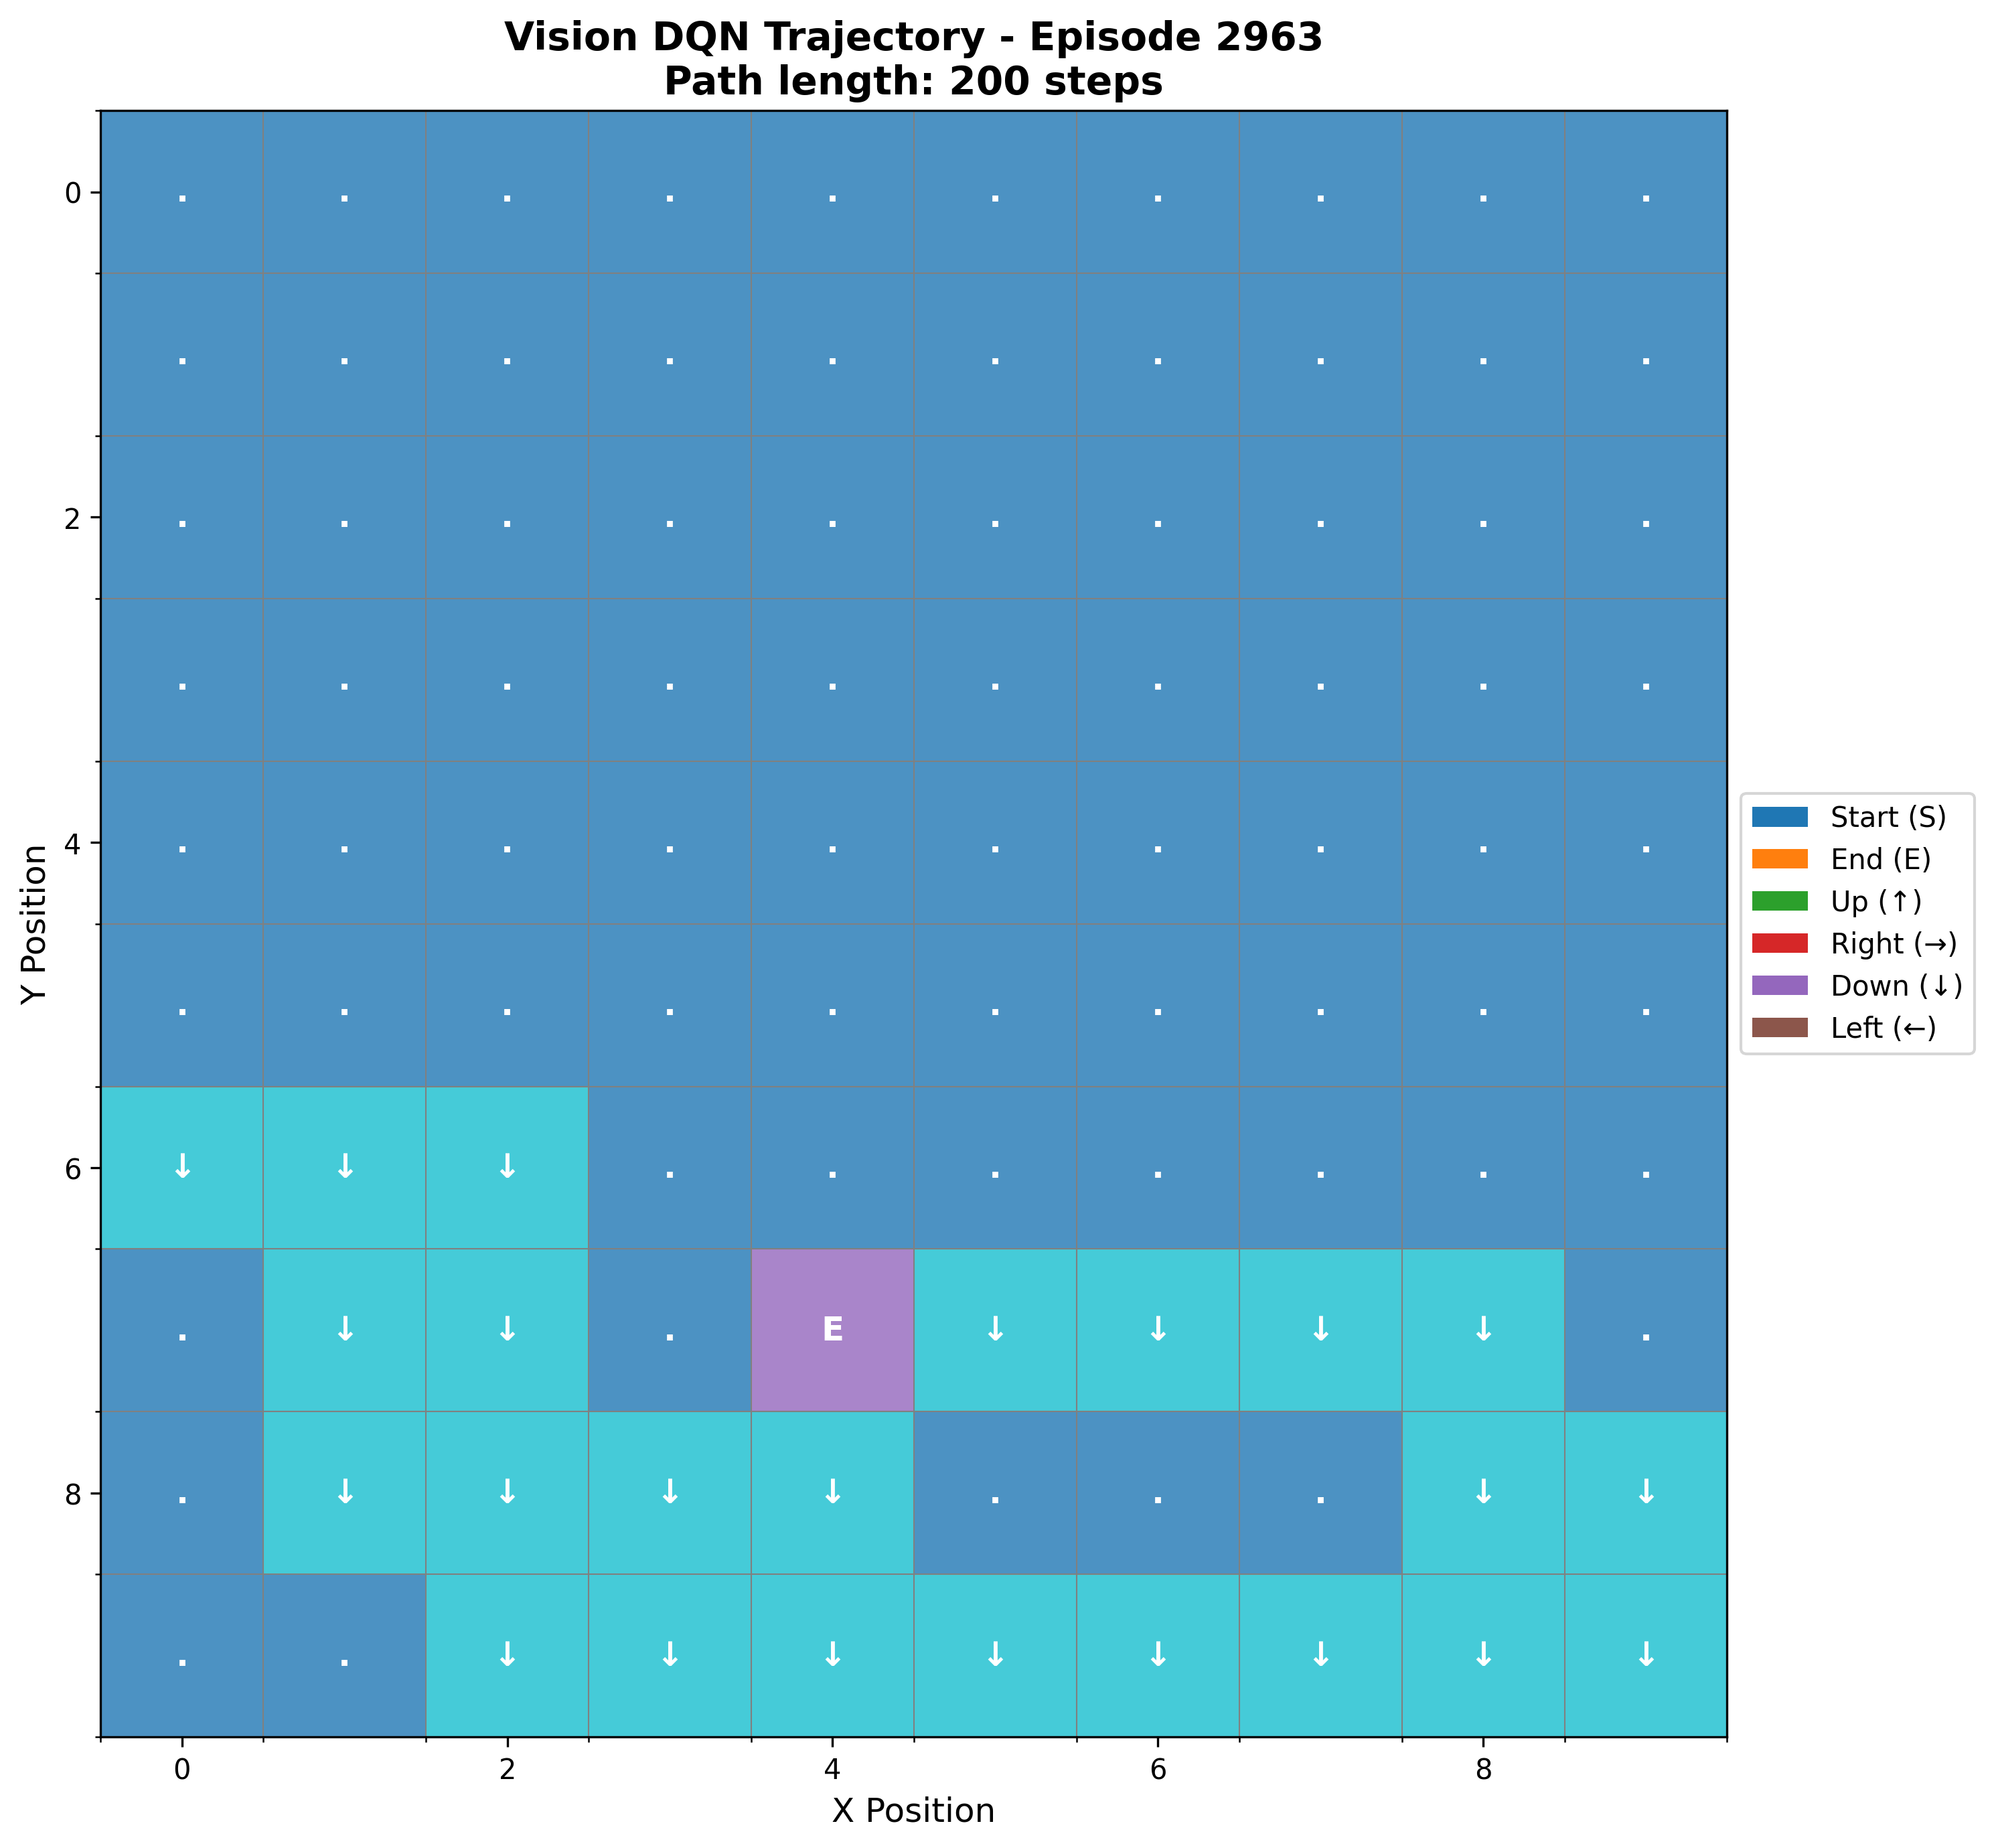 Vision DQN Trajectory - Episode 2963
Path length: 200 steps
0 . . . . . . . . . .
. . . . . . . . . .
2 . . . . . . . . . .
. . . . . . . . . .
4 . . . . . . . . . .
. . . . . . . . . .
6 ↓ ↓ ↓ . . . . . . .
. ↓ ↓ . E ↓ ↓ ↓ ↓ .
8 . ↓ ↓ ↓ ↓ . . . ↓ ↓
. . ↓ ↓ ↓ ↓ ↓ ↓ ↓ ↓
0 2 4 6 8
X Position
Y Position
Start (S)
End (E)
Up (↑)
Right (→)
Down (↓)
Left (←)